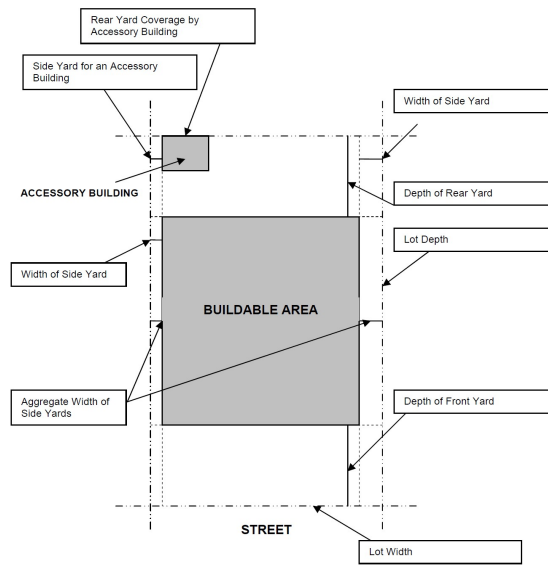 Rear Yard Coverage by
Accessory Building
Side Yard for an Accessory
Building
Width of Side Yard
ACCESSORY BUILDING
Depth of Rear Yard
Lot Depth
Width of Side Yard
BUILDABLE AREA
Aggregate Width of
Side Yards
Depth of Front Yard
STREET
Lot Width